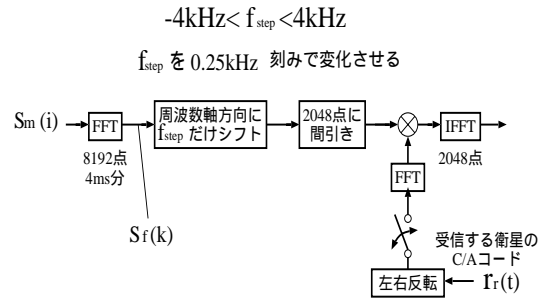 -4kHz< fstep <4kHz
fstep を 0.25kHz 刻みで変化させる
Sm (i)
FFT
周波数軸方向に
fstep だけシフト
2048点に
間引き
IFFT
8192点
4ms分
2048点
FFT
Sf(k)
受信する衛星の
C/Aコード
左右反転
rr(t)